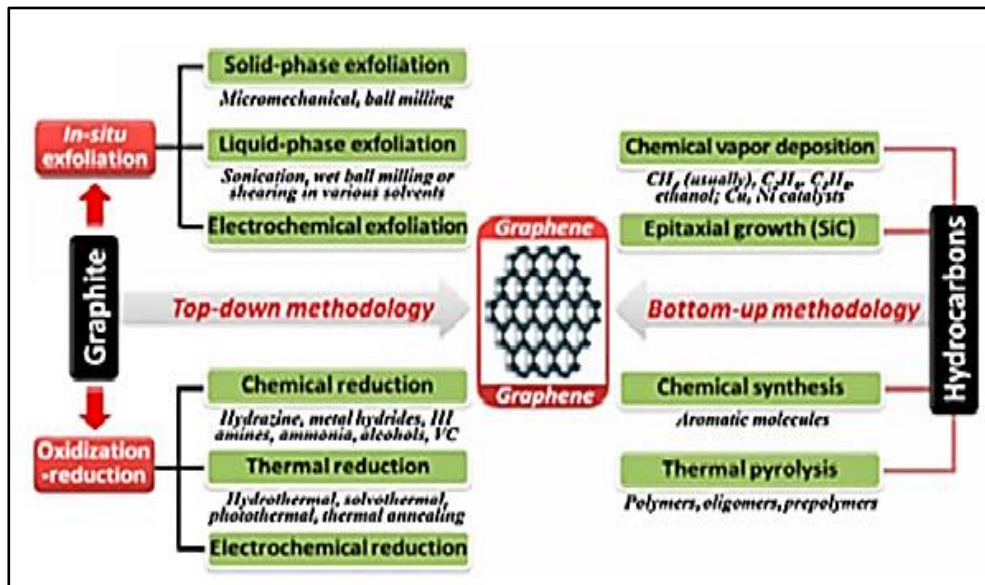 Solid-phase exfoliation
Micromechanical, ball milling
In-situ
exfoliation
Liquid-phase exfoliation
Sonication, wet ball milling or
shearing in various solvents
Electrochemical exfoliation
Graphite
Top-down methodology
Chemical reduction
Hydrazine, metal hydrides, HI
amines, ammonia, alcohols, VC
Oxidization
-reduction
Thermal reduction
Hydrothermal, solvothermal,
photothermal, thermal annealing
Electrochemical reduction
Graphene
Graphene
Chemical vapor deposition
CH₄ (usually),
ethanol; Cu, Ni catalysts
Epitaxial growth (SiC)
Bottom-up methodology
Hydrocarbons
Chemical synthesis
Aromatic molecules
Thermal pyrolysis
Polymers, oligomers, prepolymers